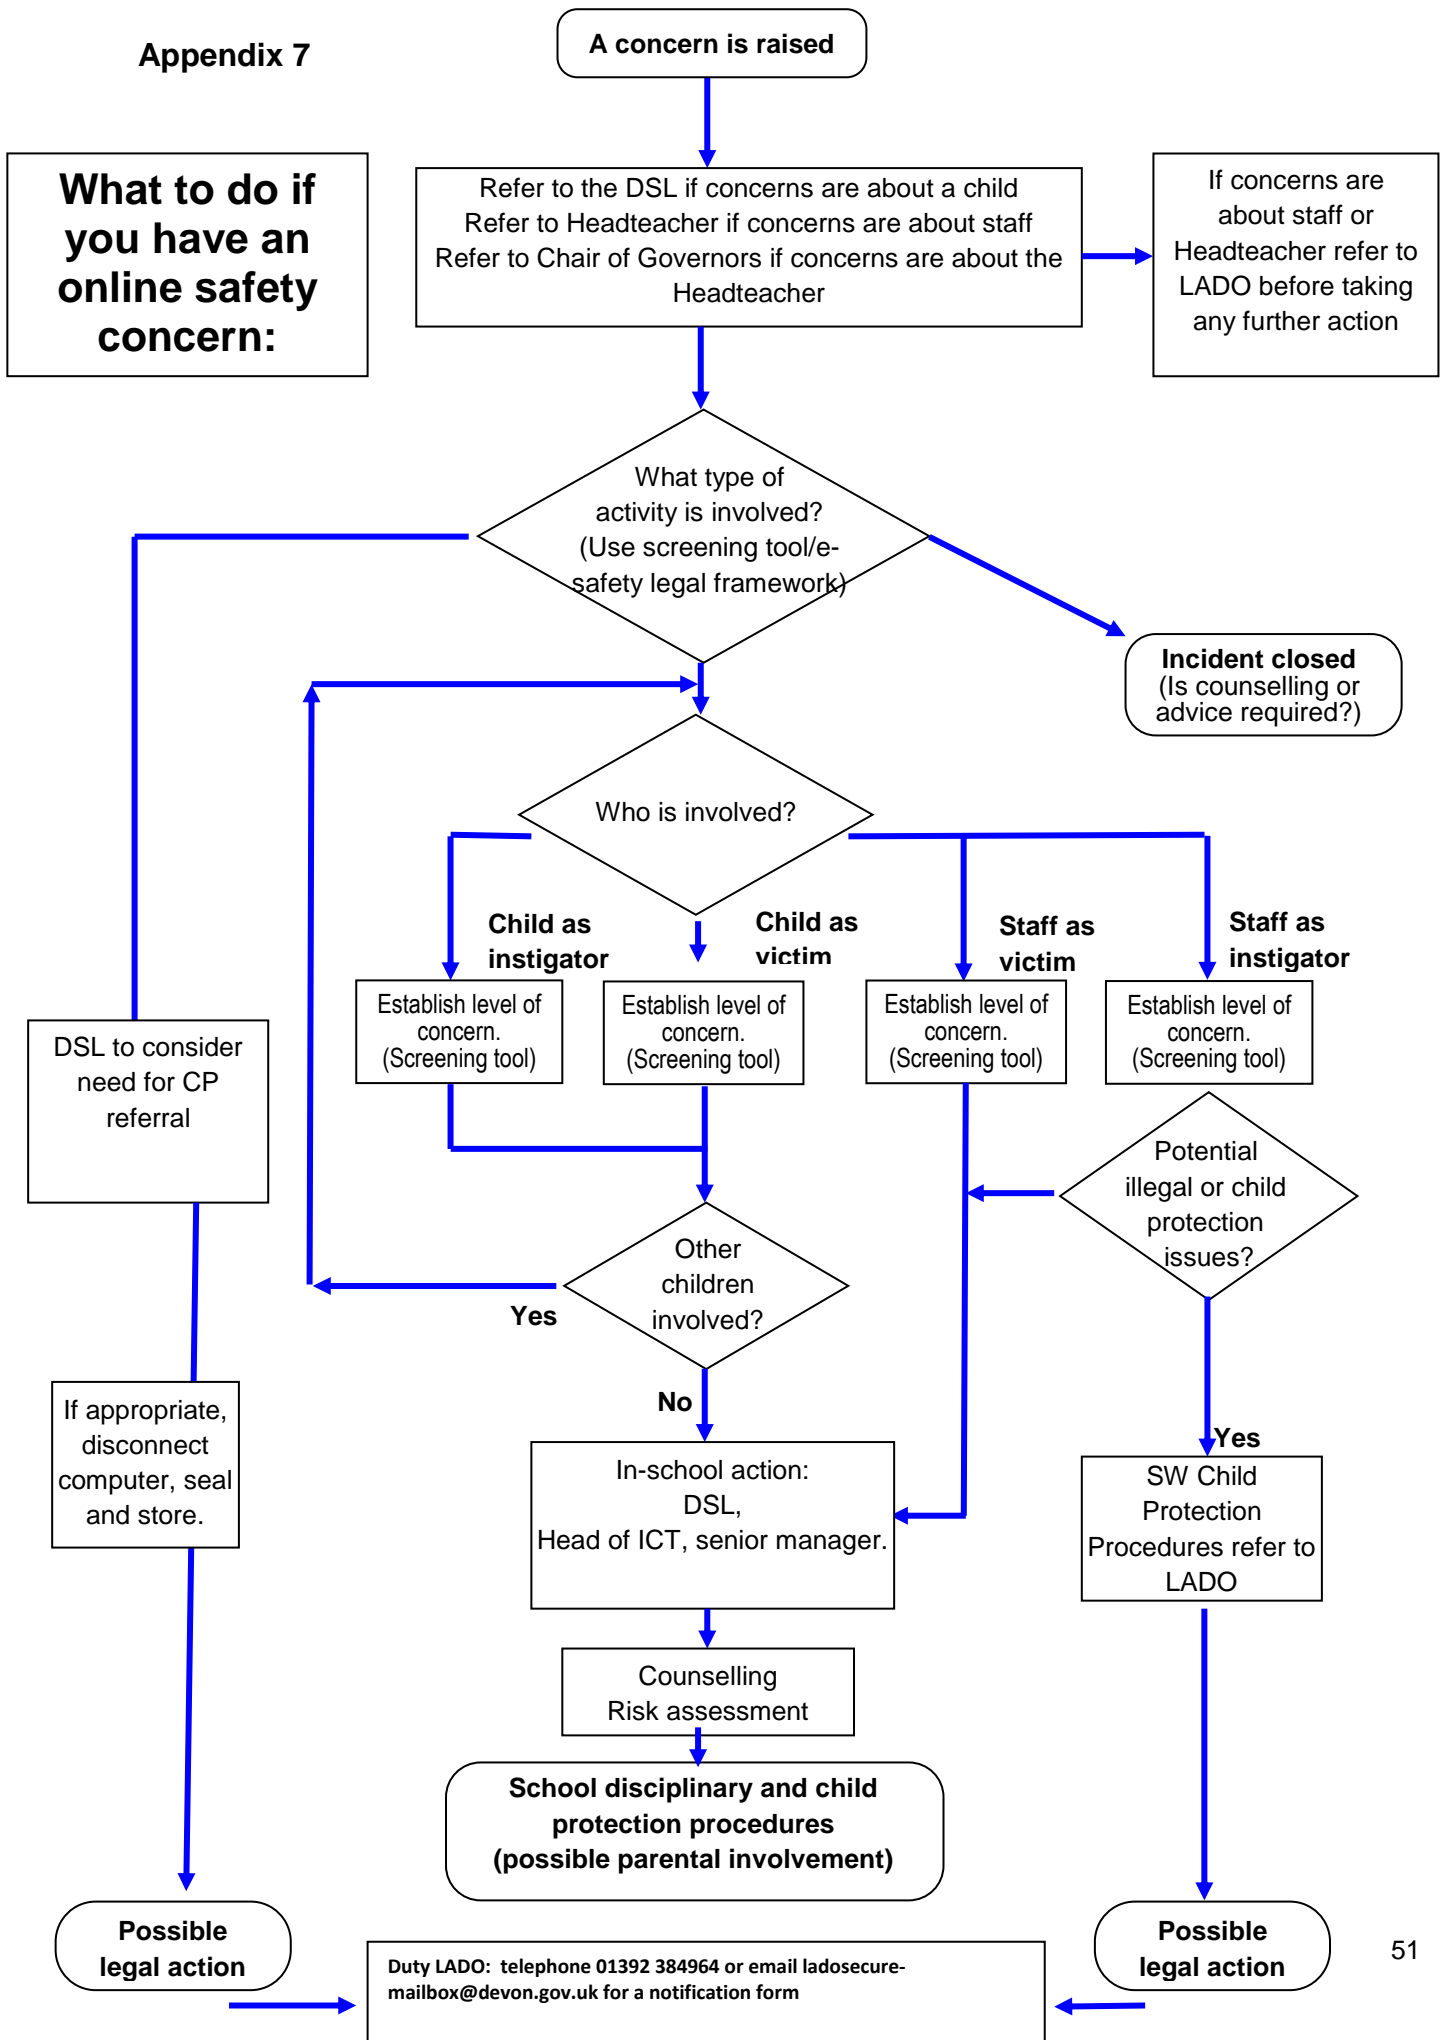 Appendix 7
A concern is raised
What to do if
you have an
online safety
concern:
Refer to the DSL if concerns are about a child
Refer to Headteacher if concerns are about staff
Refer to Chair of Governors if concerns are about the
Headteacher
If concerns are
about staff or
Headteacher refer to
LADO before taking
any further action
What type of
activity is involved?
(Use screening tool/e-
safety legal framework)
Incident closed
(Is counselling or
advice required?)
Who is involved?
Child as
instigator
Child as
victim
Staff as
victim
Staff as
instigator
Establish level of
concern.
(Screening tool)
Establish level of
concern.
(Screening tool)
Establish level of
concern.
(Screening tool)
Establish level of
concern.
(Screening tool)
DSL to consider
need for CP
referral
Potential
illegal or child
protection
issues?
Other
children
involved?
Yes
No
Yes
If appropriate,
disconnect
computer, seal
and store.
In-school action:
DSL,
Head of ICT, senior manager.
SW Child
Protection
Procedures refer to
LADO
Counselling
Risk assessment
School disciplinary and child
protection procedures
(possible parental involvement)
Possible
legal action
Possible
legal action
Duty LADO: telephone 01392 384964 or email ladosecure-
mailbox@devon.gov.uk for a notification form
51